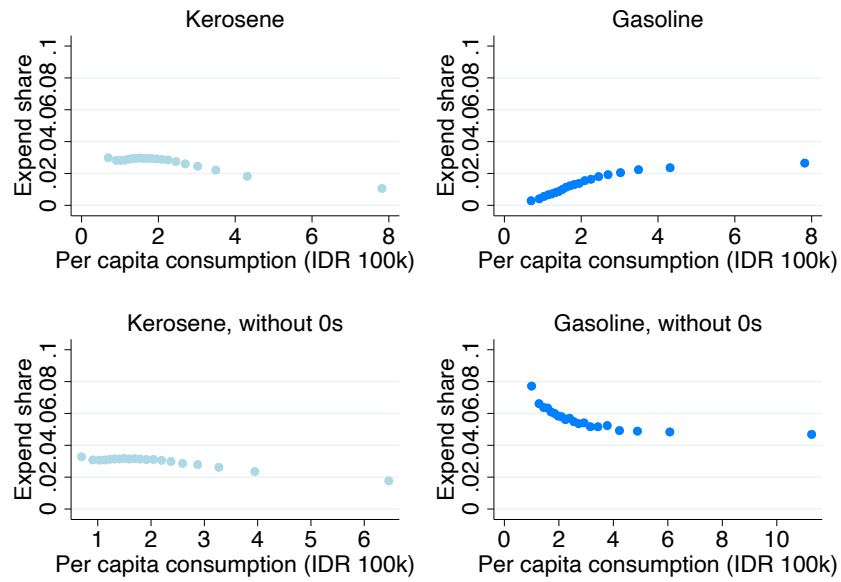 Kerosene
Expend share
0 .02 .04 .06 .08 .1
0 2 4 6 8
Per capita consumption (IDR 100k)
Gasoline
Expend share
0 .02 .04 .06 .08 .1
0 2 4 6 8
Per capita consumption (IDR 100k)
Kerosene, without 0s
Expend share
0 .02 .04 .06 .08 .1
1 2 3 4 5 6
Per capita consumption (IDR 100k)
Gasoline, without 0s
Expend share
0 .02 .04 .06 .08 .1
0 2 4 6 8 10
Per capita consumption (IDR 100k)